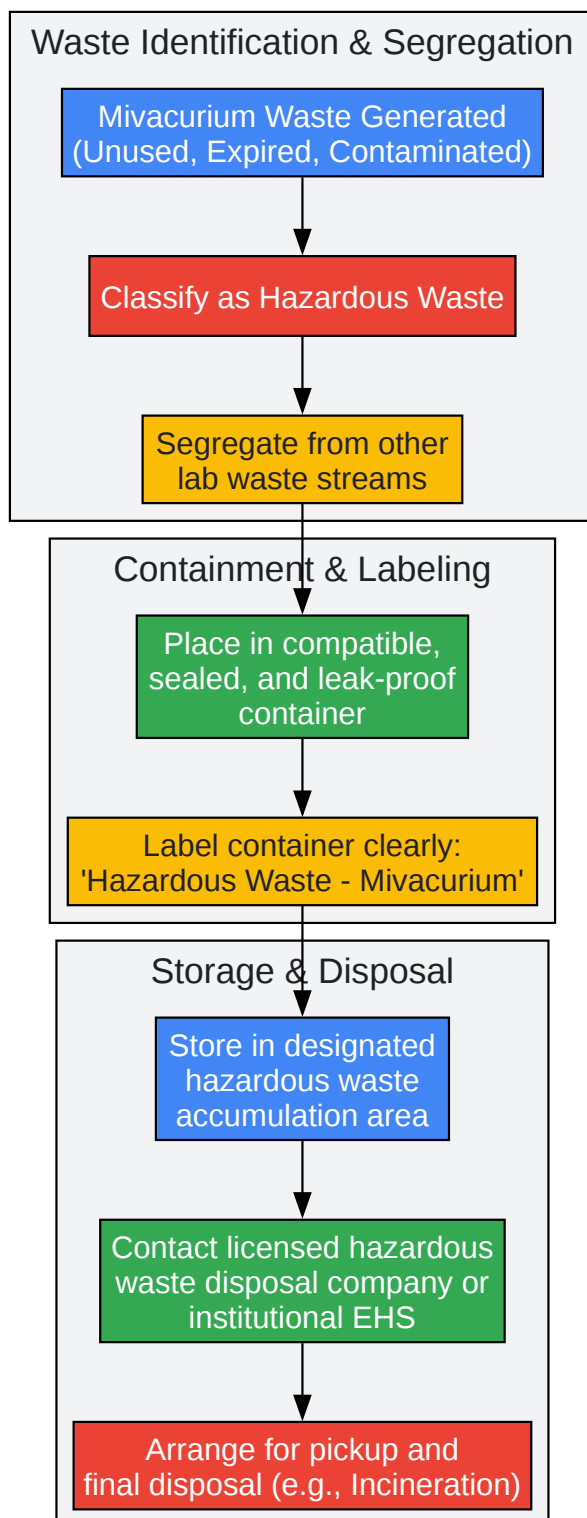 Waste Identification & Segregation
Mivacurium Waste Generated
(Unused, Expired, Contaminated)
Classify as Hazardous Waste
Segregate from other
lab waste streams
Containment & Labeling
Place in compatible,
sealed, and leak-proof
container
Label container clearly:
'Hazardous Waste - Mivacurium'
Storage & Disposal
Store in designated
hazardous waste
accumulation area
Contact licensed hazardous
waste disposal company or
institutional EHS
Arrange for pickup and
final disposal (e.g., Incineration)